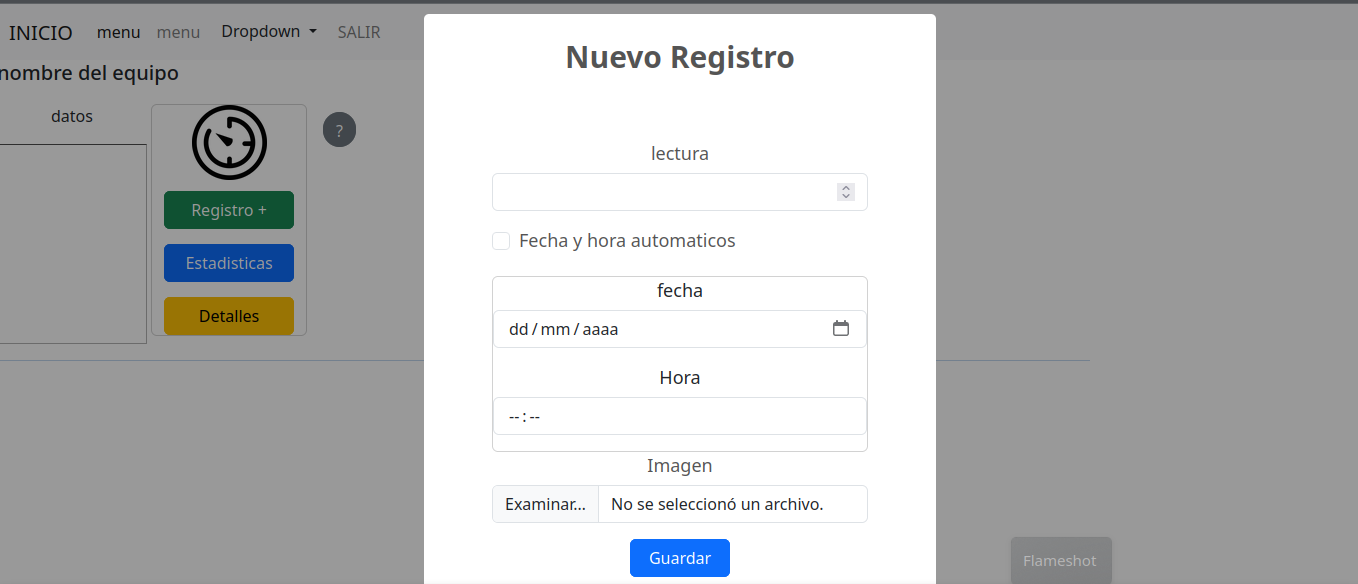 INICIO menu menu Dropdown SALIR
nombre del equipo
datos
?
Registro +
Estadisticas
Detalles
Nuevo Registro
lectura
Fecha y hora automaticos
fecha
dd / mm / aaaa
Hora
-- : --
Imagen
Examinar... No se seleccionó un archivo.
Guardar
Flameshot